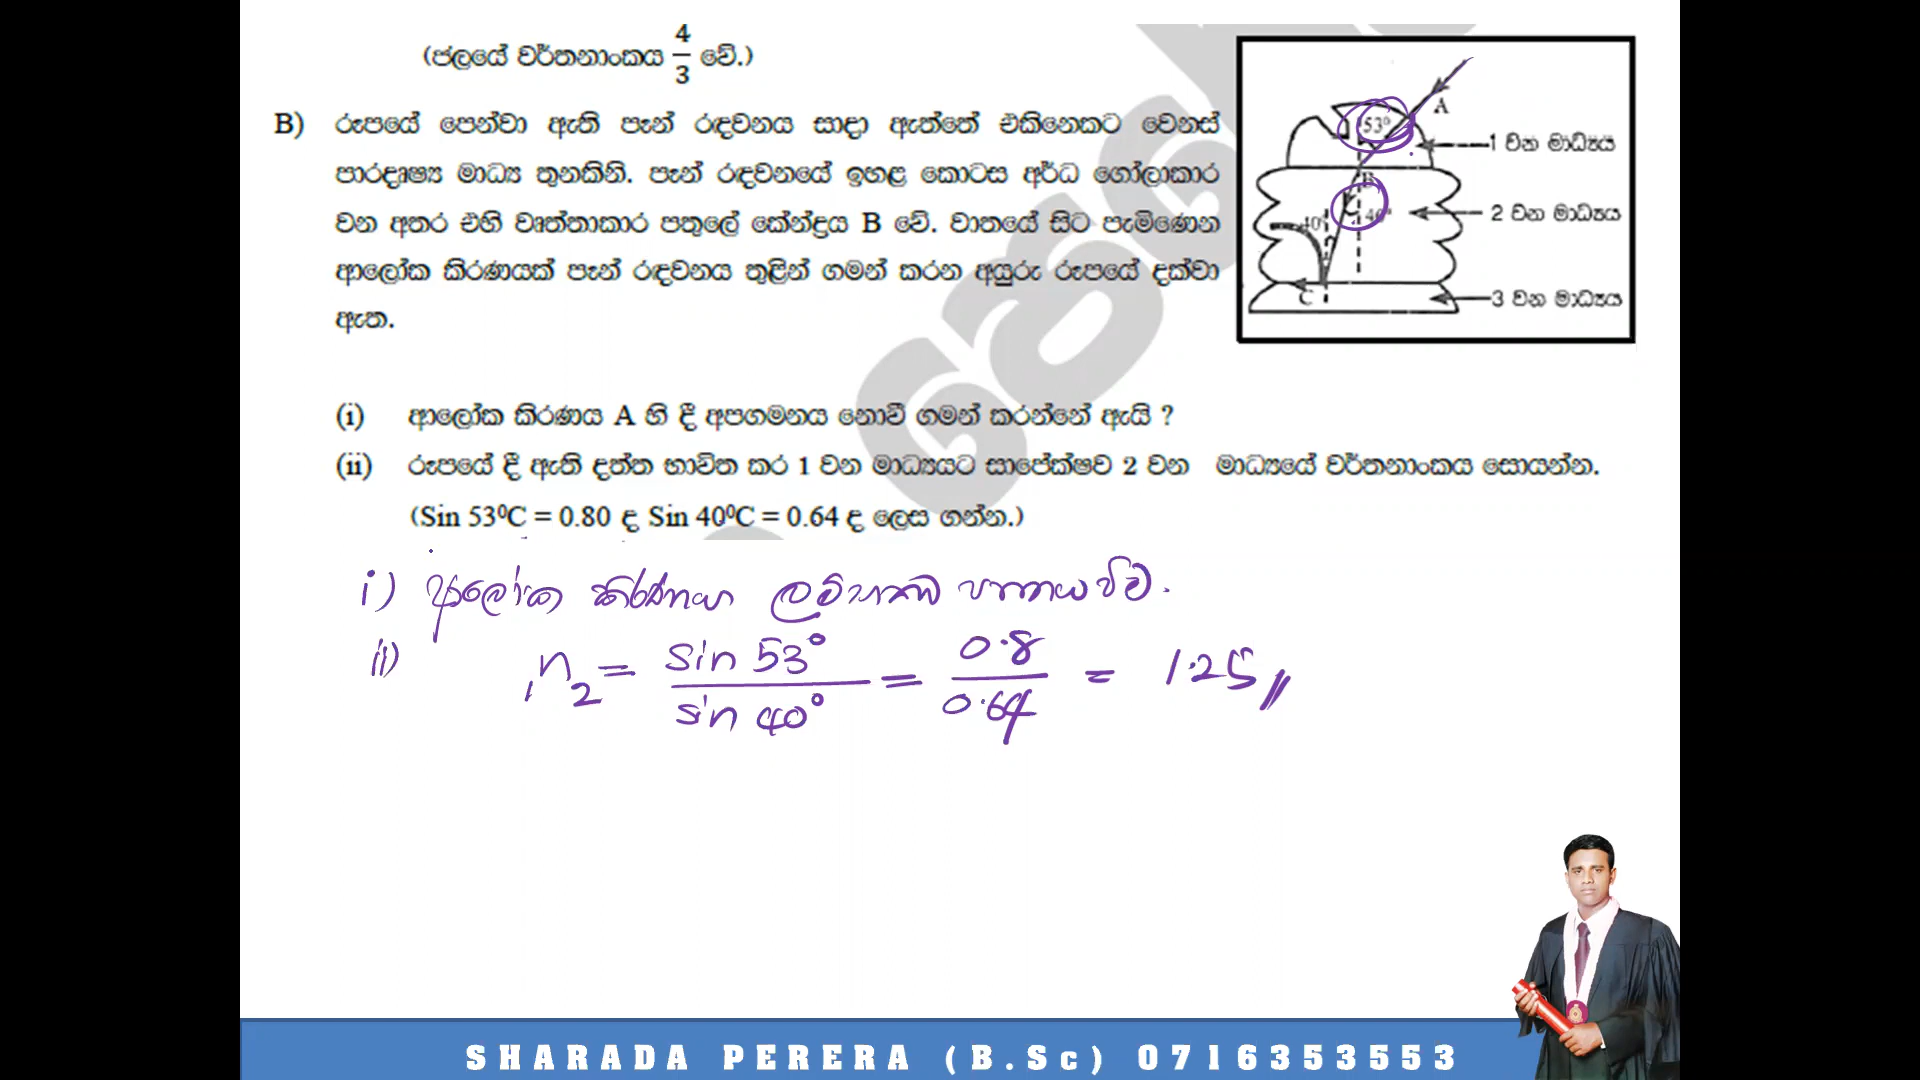 (ජලයේ වර්තනාංකය 4/3 වේ.)
B) රූපයේ පෙන්වා ඇති පෑන් රඳවනය සාදා ඇත්තේ එකිනෙකට වෙනස්
පාරදෘෂ්‍ය මාධ්‍ය තුනකිනි. පෑන් රඳවනයේ ඉහළ කොටස අර්ධ ගෝලාකාර
වන අතර එහි වෘත්තාකාර පතුලේ කේන්ද්‍රය B වේ. වාතයේ සිට පැමිණෙන
ආලෝක කිරණයක් පෑන් රඳවනය තුළින් ගමන් කරන අයුරු රූපයේ දක්වා
ඇත.
A
53⁰
1 වන මාධ්‍යය
B
40⁰
40⁰
2 වන මාධ්‍යය
C
3 වන මාධ්‍යය
(i) ආලෝක කිරණය A හි දී අපගමනය නොවී ගමන් කරන්නේ ඇයි ?
(ii) රූපයේ දී ඇති දත්ත භාවිත කර 1 වන මාධ්‍යයට සාපේක්ෂව 2 වන මාධ්‍යයේ වර්තනාංකය සොයන්න.
(Sin 53⁰C = 0.80 ද Sin 40⁰C = 0.64 ද ලෙස ගන්න.)
i) ආලෝක කිරණය ලම්භකව පතනය වීම.
ii) ₁n₂ = sin 53° / sin 40° = 0.8 / 0.64 = 1.25
SHARADA PERERA (B.Sc) 0716353553